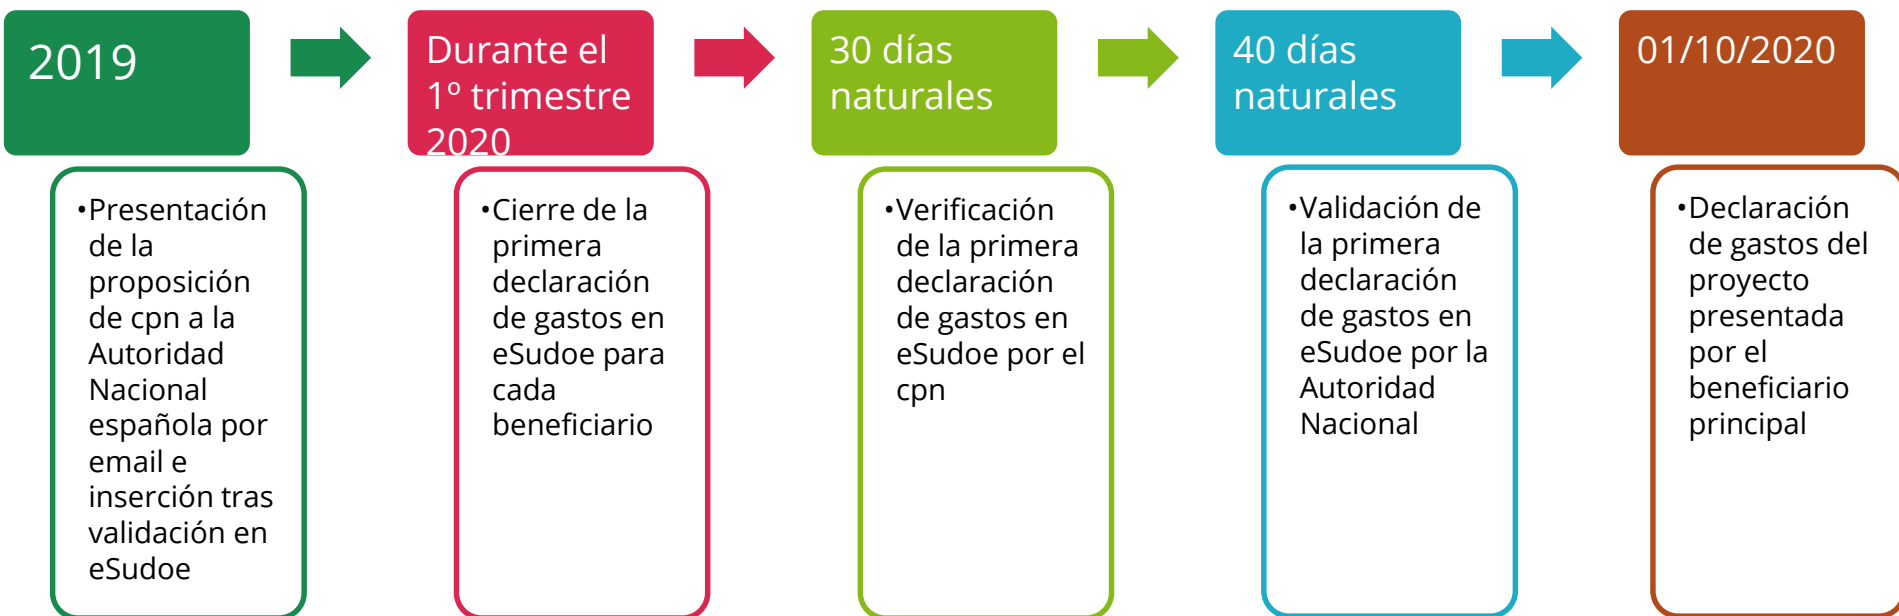 2019
•Presentación
de la
proposición
de cpn a la
Autoridad
Nacional
española por
email e
inserción tras
validación en
eSudoe
Durante el
1º trimestre
2020
•Cierre de la
primera
declaración
de gastos en
eSudoe para
cada
beneficiario
30 días
naturales
•Verificación
de la primera
declaración
de gastos en
eSudoe por el
cpn
40 días
naturales
•Validación de
la primera
declaración
de gastos en
eSudoe por la
Autoridad
Nacional
01/10/2020
•Declaración
de gastos del
proyecto
presentada
por el
beneficiario
principal